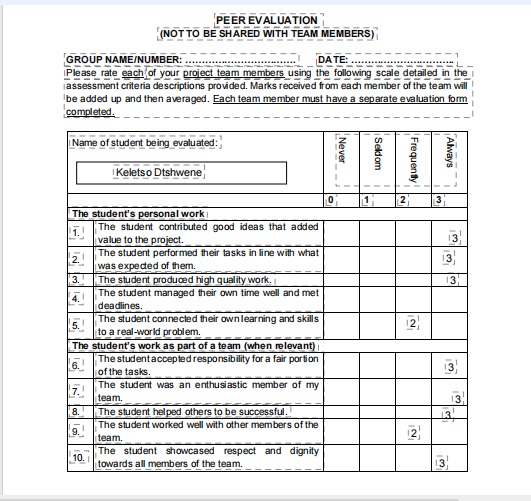 PEER EVALUATION
(NOT TO BE SHARED WITH TEAM MEMBERS)
GROUP NAME/NUMBER: ..................................... DATE: ...................................
Please rate each of your project team members using the following scale detailed in the
assessment criteria descriptions provided. Marks received from each member of the team will
be added up and then averaged. Each team member must have a separate evaluation form
completed.
Name of student being evaluated:
Keletso Dtshwene
Never
Seldom
Frequently
Always
0 1 2 3
The student's personal work
1. The student contributed good ideas that added
value to the project. 3
2. The student performed their tasks in line with what
was expected of them. 3
3. The student produced high quality work. 3
4. The student managed their own time well and met
deadlines.
5. The student connected their own learning and skills
to a real-world problem. 2
The student's work as part of a team (when relevant)
6. The student accepted responsibility for a fair portion
of the tasks. 3
7. The student was an enthusiastic member of my
team. 3
8. The student helped others to be successful. 3
9. The student worked well with other members of the
team. 2
10. The student showcased respect and dignity
towards all members of the team. 3